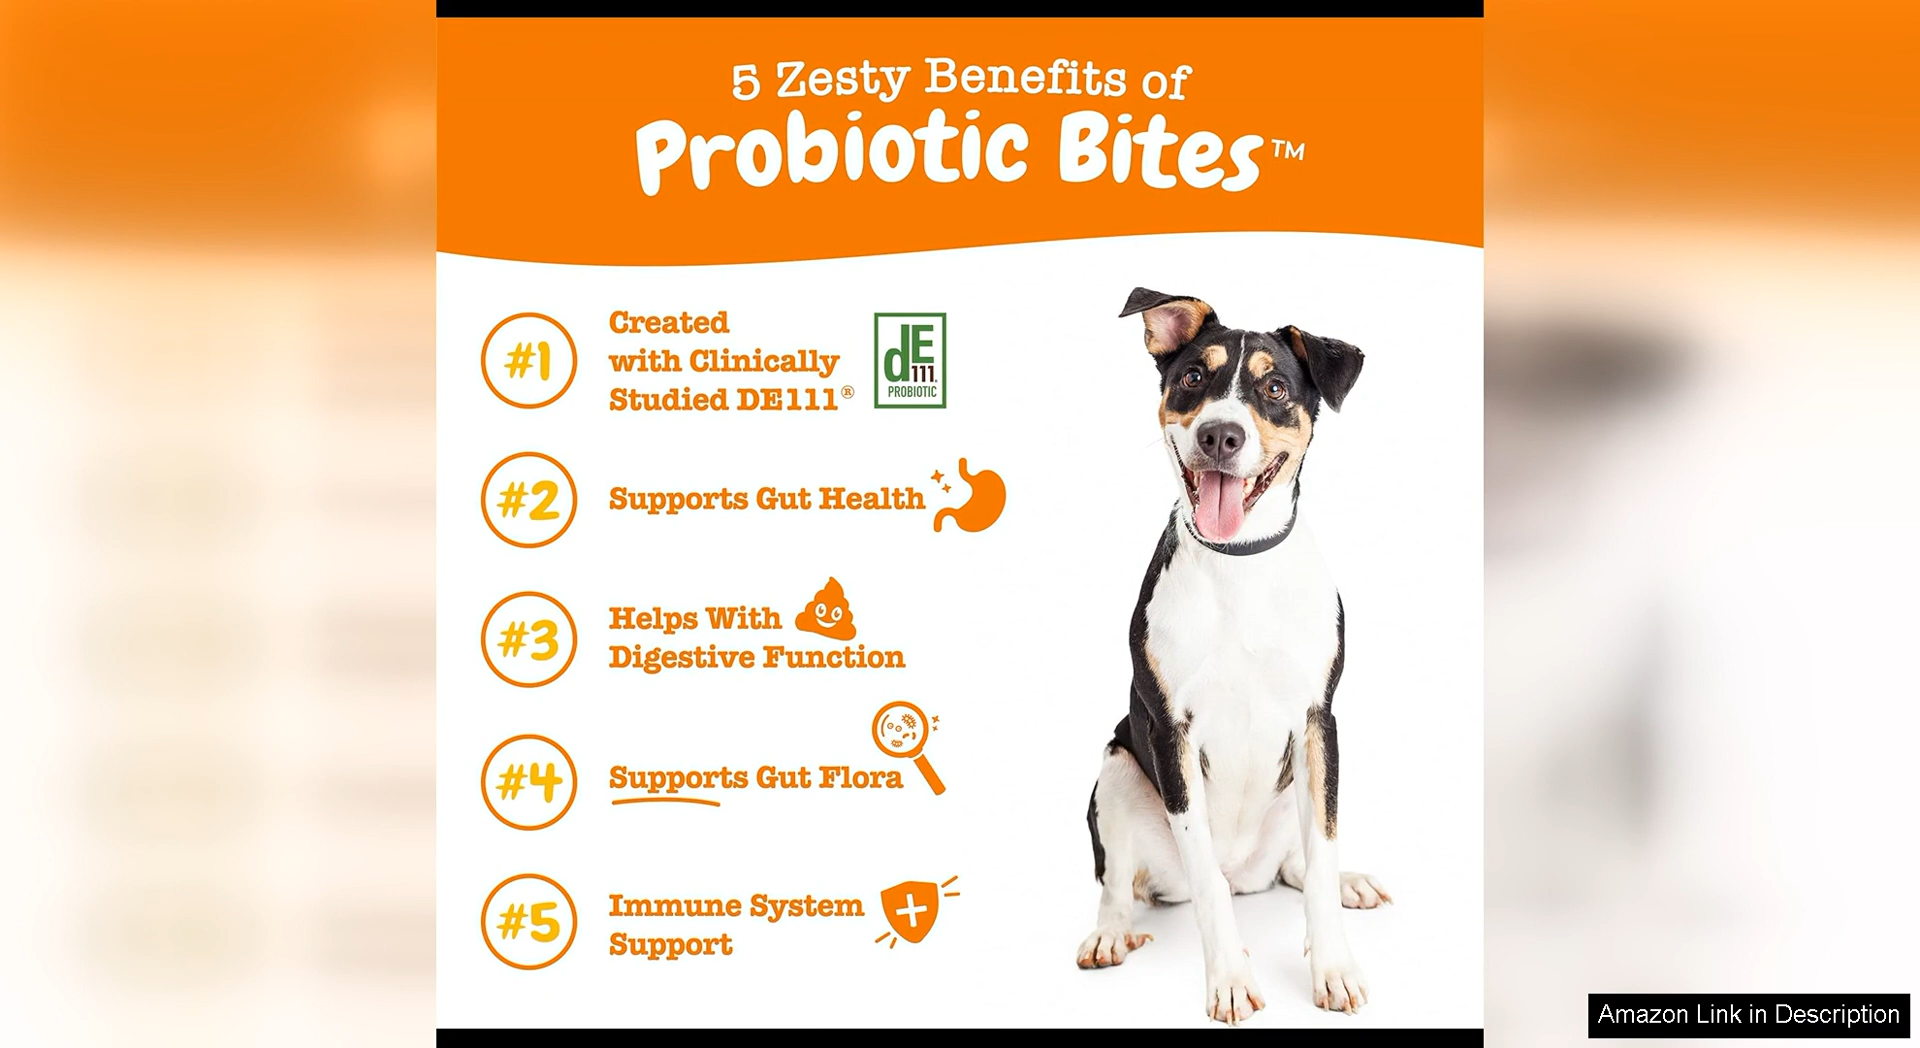 5 Zesty Benefits of
Probiotic Bites™
#1
Created
with Clinically
Studied DE111®
dE
111®
PROBIOTIC
#2
Supports Gut Health
#3
Helps With
Digestive Function
#4
Supports Gut Flora
#5
Immune System
Support
Amazon Link in Description